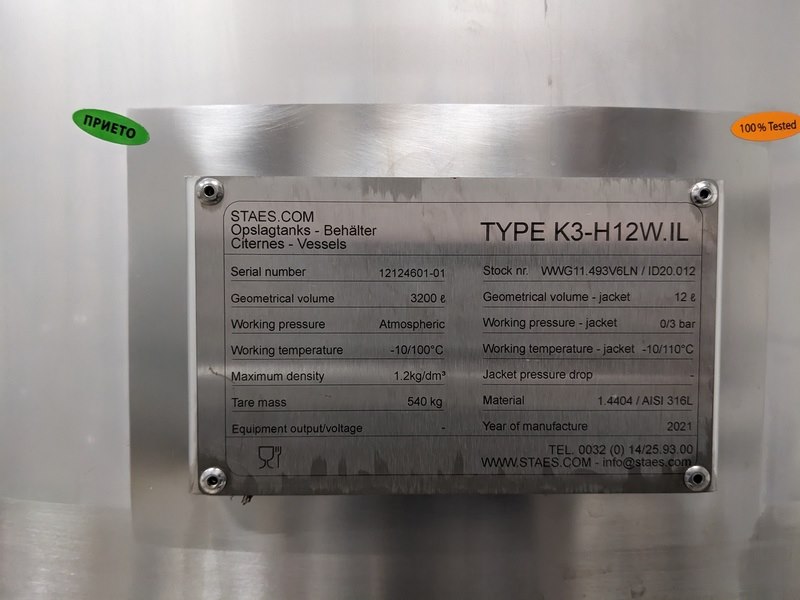 ПРИЕТО
100% Tested
STAES.COM
Opslagtanks - Behälter
Citernes - Vessels
TYPE K3-H12W.IL
Serial number 12124601-01
Geometrical volume 3200 ℓ
Working pressure Atmospheric
Working temperature -10/100°C
Maximum density 1.2kg/dm³
Tare mass 540 kg
Equipment output/voltage -
Stock nr. WWG11.493V6LN / ID20.012
Geometrical volume - jacket 12 ℓ
Working pressure - jacket 0/3 bar
Working temperature - jacket -10/110°C
Jacket pressure drop -
Material 1.4404 / AISI 316L
Year of manufacture 2021
TEL. 0032 (0) 14/25.93.00
WWW.STAES.COM - info@staes.com